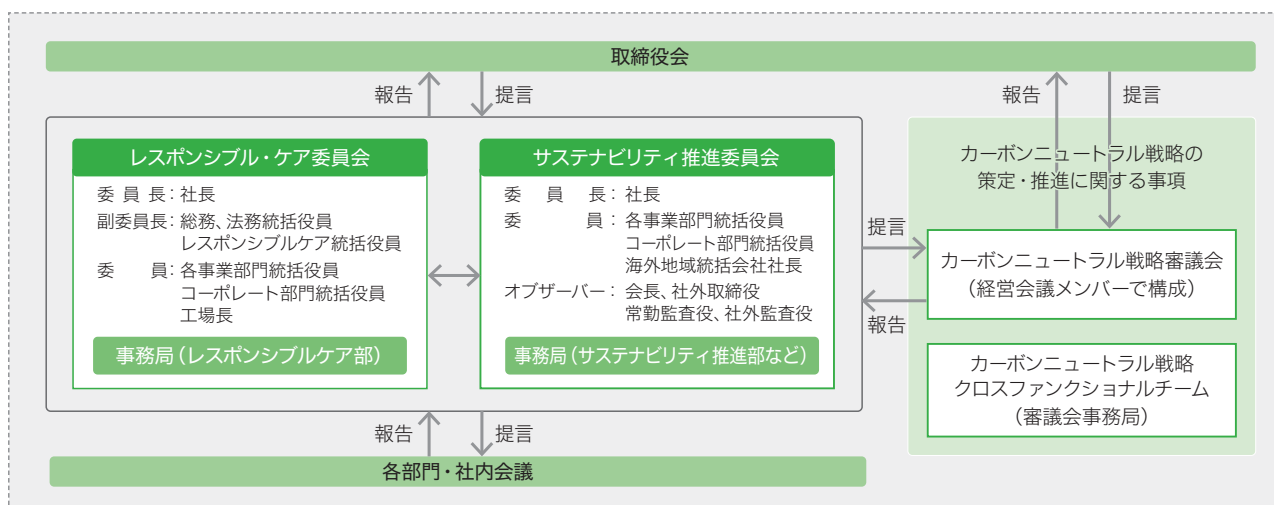 取締役会
報告
提言
報告
提言
レスポンシブル・ケア委員会
委員長：社長
副委員長：総務、法務統括役員
レスポンシブルケア統括役員
委員：各事業部門統括役員
コーポレート部門統括役員
工場長
事務局（レスポンシブルケア部）
サステナビリティ推進委員会
委員長：社長
委員：各事業部門統括役員
コーポレート部門統括役員
海外地域統括会社社長
オブザーバー：会長、社外取締役
常勤監査役、社外監査役
事務局（サステナビリティ推進部など）
提言
報告
カーボンニュートラル戦略の
策定・推進に関する事項
カーボンニュートラル戦略審議会
（経営会議メンバーで構成）
カーボンニュートラル戦略
クロスファンクショナルチーム
（審議会事務局）
報告
提言
各部門・社内会議